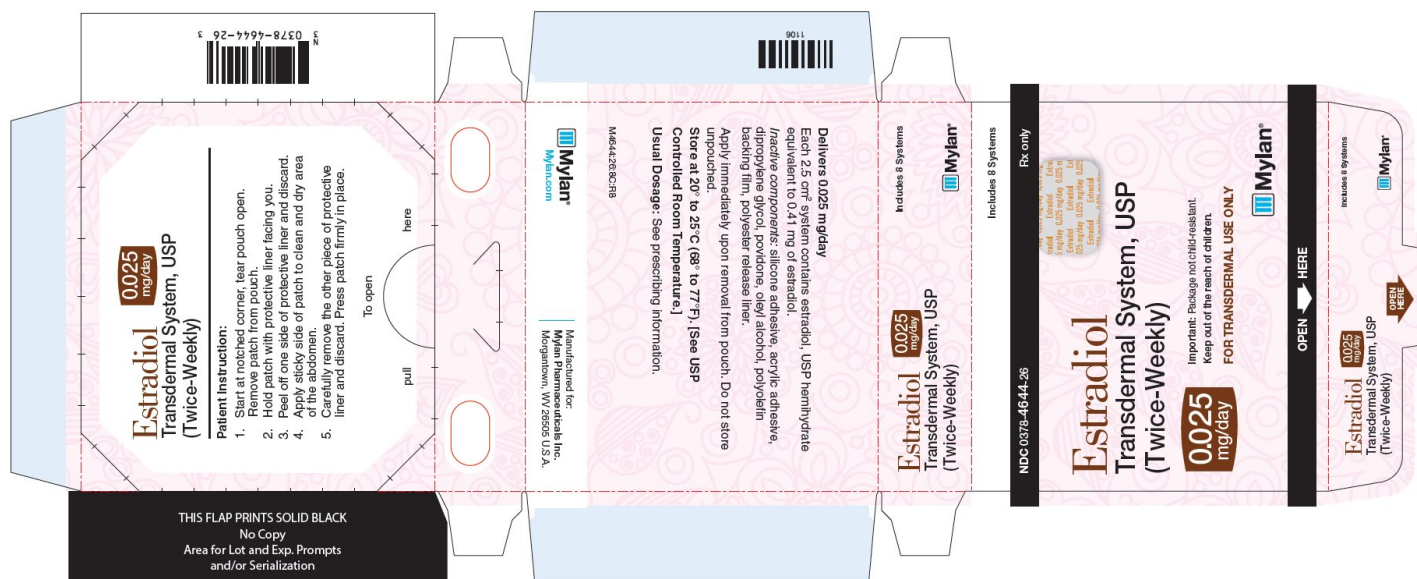 N
3 0378-4644-26 3
Estradiol
0.025
mg/day
Transdermal System, USP
(Twice-Weekly)
Patient Instruction:
1. Start at notched corner, tear pouch open.
Remove patch from pouch.
2. Hold patch with protective liner facing you.
3. Peel off one side of protective liner and discard.
4. Apply sticky side of patch to clean and dry area
of the abdomen.
5. Carefully remove the other piece of protective
liner and discard. Press patch firmly in place.
To open
pull
here
THIS FLAP PRINTS SOLID BLACK
No Copy
Area for Lot and Exp. Prompts
and/or Serialization
Mylan®
Mylan.com
Manufactured for:
Mylan Pharmaceuticals Inc.
Morgantown, WV 26505 U.S.A.
1106
Delivers 0.025 mg/day
Each 2.5 cm² system contains estradiol, USP hemihydrate
equivalent to 0.41 mg of estradiol.
Inactive components: silicone adhesive, acrylic adhesive,
dipropylene glycol, povidone, oleyl alcohol, polyolefin
backing film, polyester release liner.
Apply immediately upon removal from pouch. Do not store
unpouched.
Store at 20° to 25°C (68° to 77°F). [See USP
Controlled Room Temperature.]
Usual Dosage: See prescribing information.
M4644:26:8C:R8
Includes 8 Systems
Mylan®
Estradiol
0.025
mg/day
Transdermal System, USP
(Twice-Weekly)
Includes 8 Systems
NDC 0378-4644-26
Rx only
Estradiol
Transdermal System, USP
(Twice-Weekly)
0.025
mg/day
Important: Package not child-resistant.
Keep out of the reach of children.
FOR TRANSDERMAL USE ONLY
Mylan®
OPEN HERE
Includes 8 Systems
Mylan®
Estradiol
0.025
mg/day
Transdermal System, USP
(Twice-Weekly)
OPEN
HERE